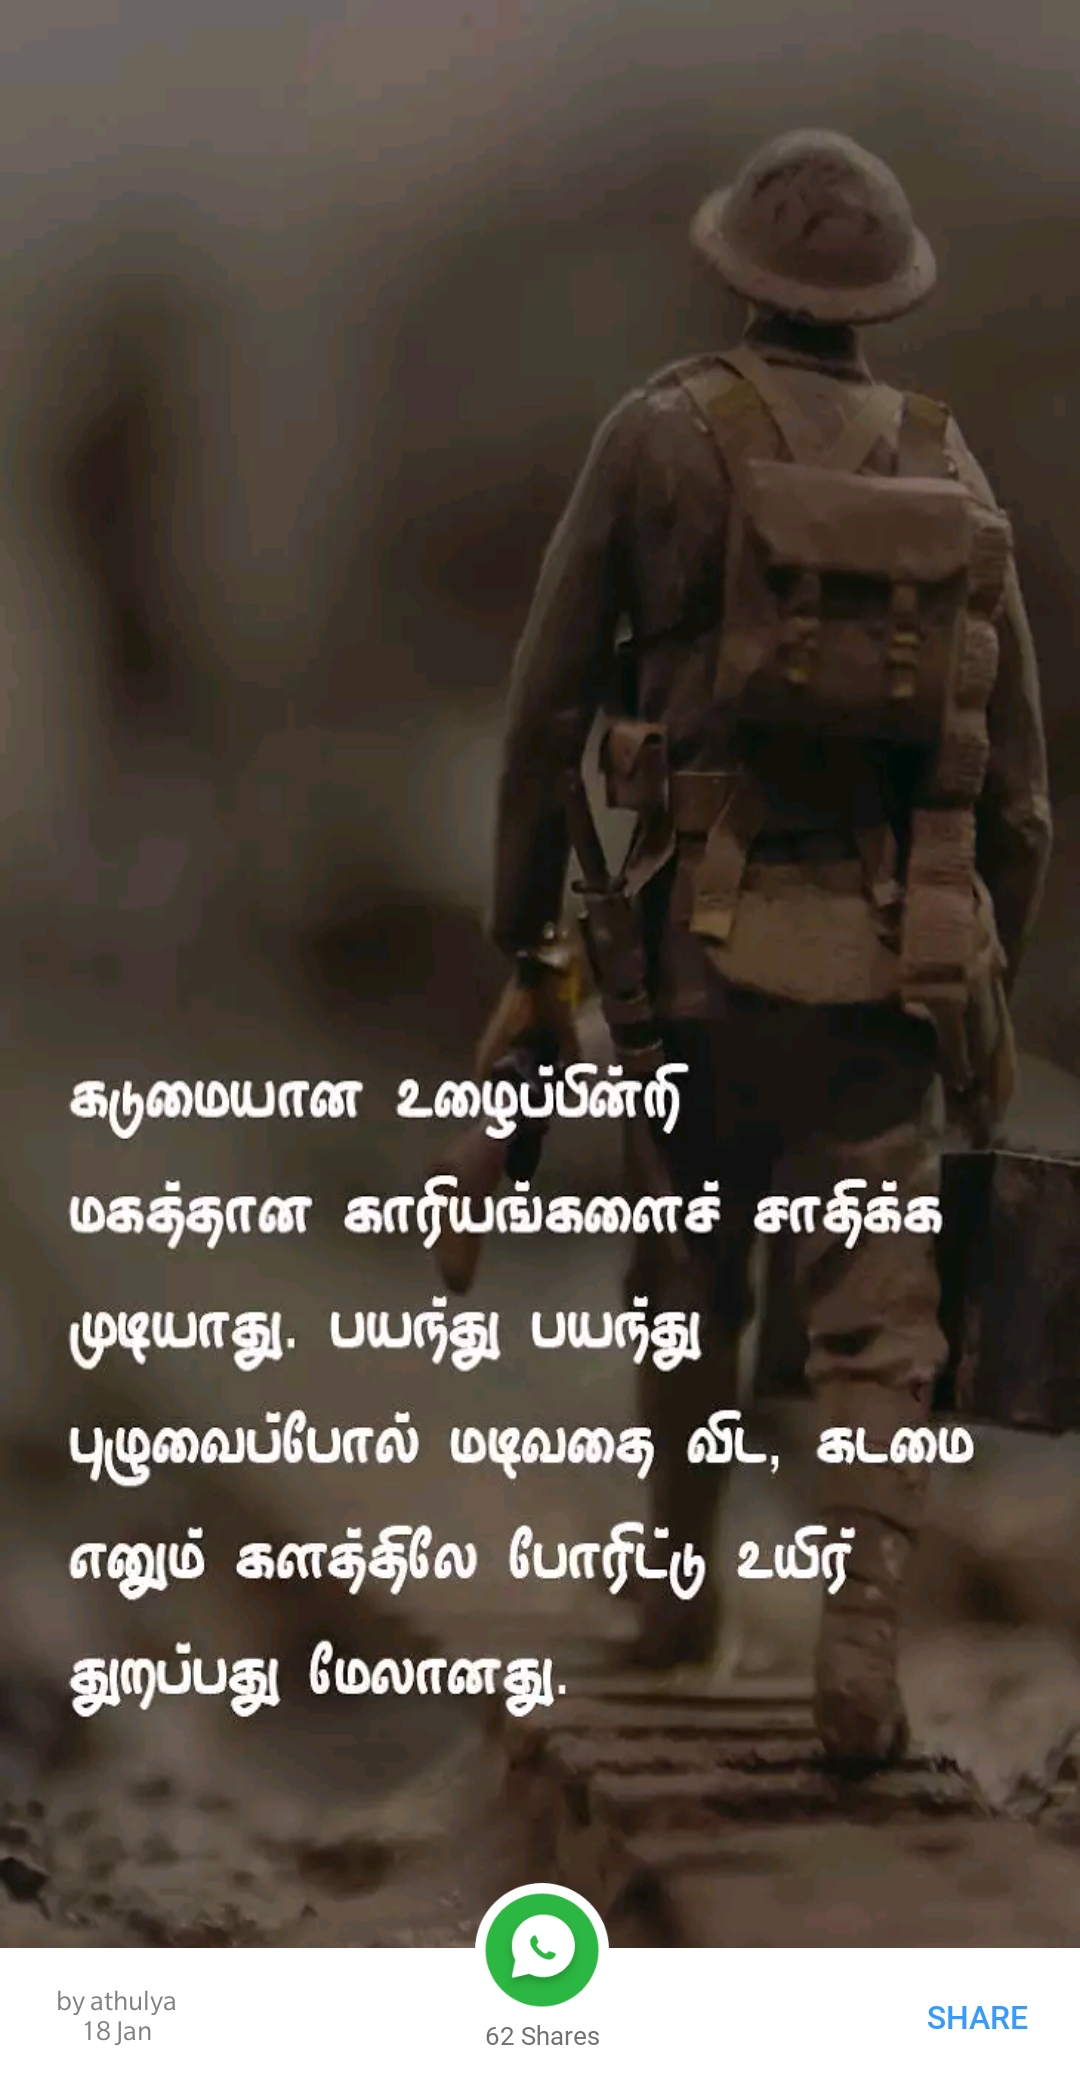 கடுமையான உழைப்பின்றி
மகத்தான காரியங்களைச் சாதிக்க
முடியாது. பயந்து பயந்து
புழுவைப்போல் மடிவதை விட, கடமை
எனும் களத்திலே போரிட்டு உயிர்
துறப்பது மேலானது.
by athulya
18 Jan
62 Shares
SHARE